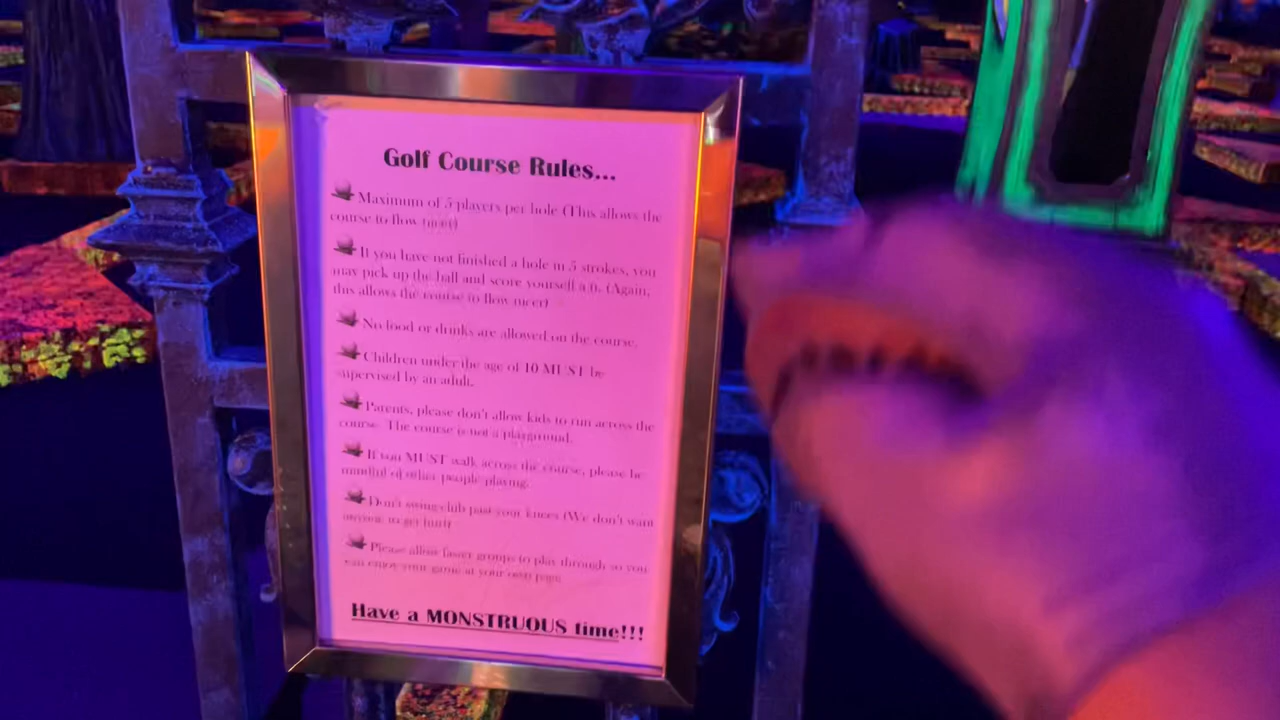 Golf Course Rules...
Maximum of 5 players per hole (This allows the
course to flow nicer)
If you have not finished a hole in 5 strokes, you
may pick up the ball and score yourself a 6. (Again,
this allows the course to flow nicer)
No food or drinks are allowed on the course.
Children under the age of 10 MUST be
supervised by an adult.
Parents, please don't allow kids to run across the
course. The course is not a playground.
If you MUST walk across the course, please be
mindful of other people playing.
Don't swing club past your knees (We don't want
anyone to get hurt)
Please allow faster groups to play through so you
can enjoy your game at your own pace
Have a MONSTRUOUS time!!!